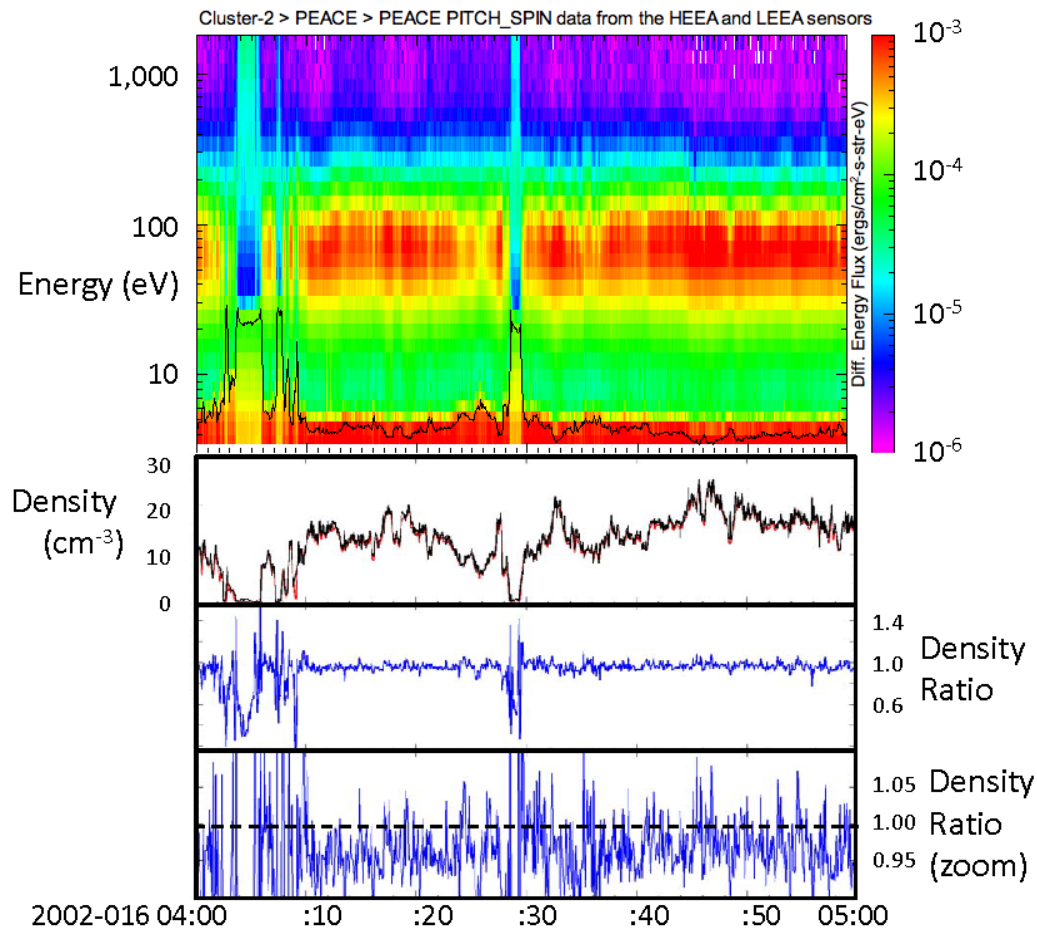 Cluster-2 > PEACE > PEACE PITCH_SPIN data from the HEEA and LEEA sensors
1,000
100
Energy (eV)
10
10⁻³
10⁻⁴
10⁻⁵
10⁻⁶
Diff. Energy Flux (ergs/cm²-s-str-eV)
30
20
10
0
Density
(cm⁻³)
1.4
1.0
0.6
Density
Ratio
1.05
1.00
0.95
Density
Ratio
(zoom)
2002-016 04:00 :10 :20 :30 :40 :50 05:00